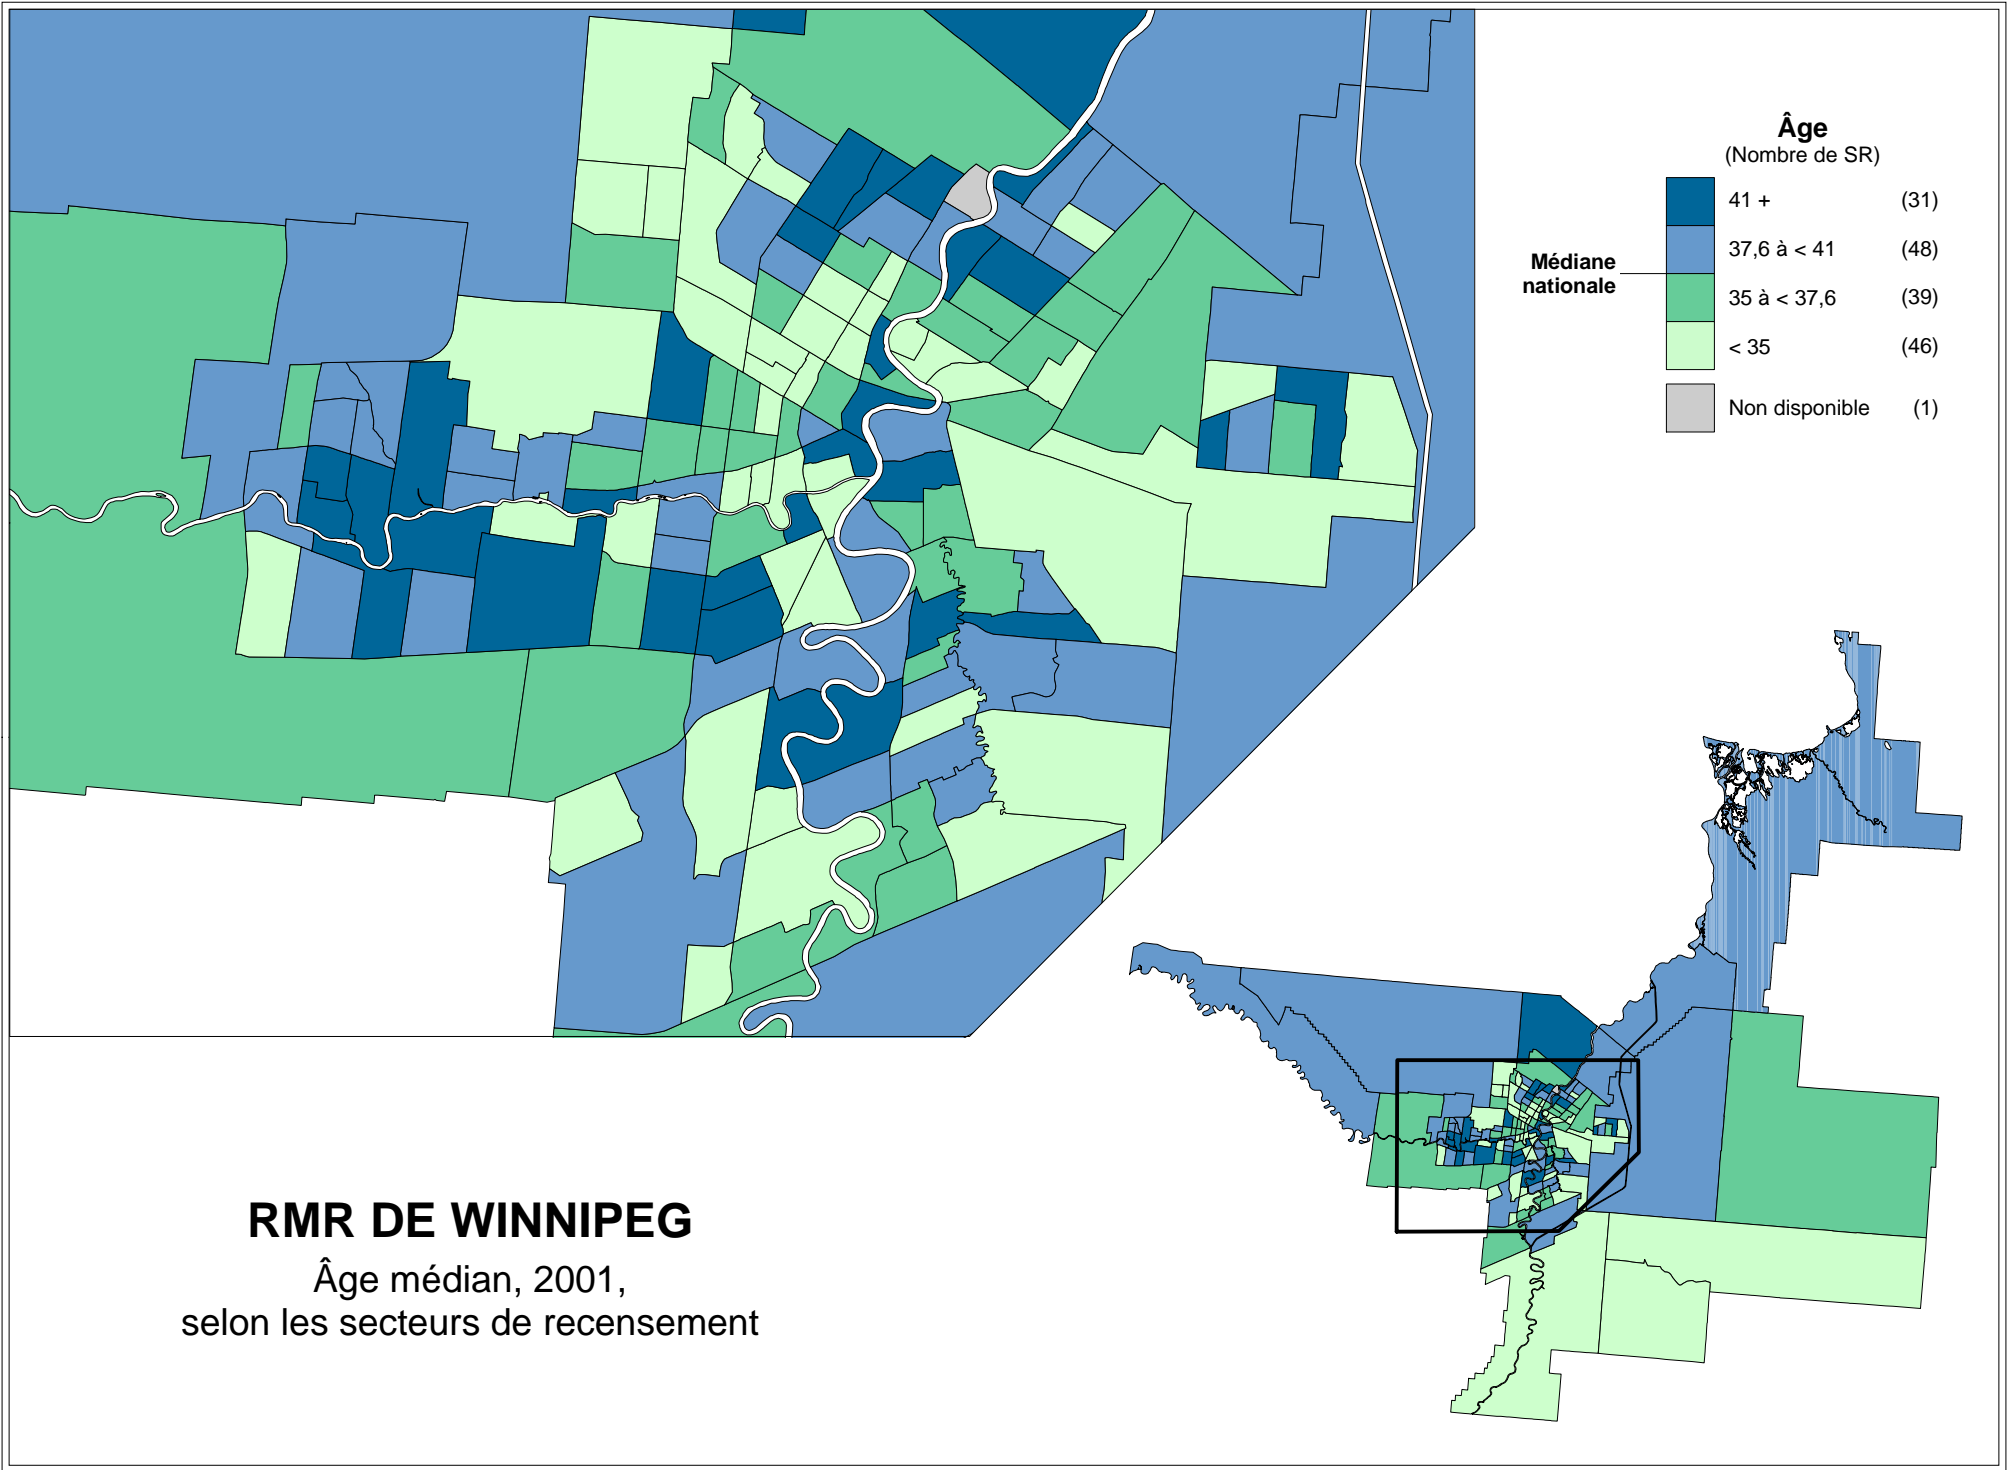 Âge
(Nombre de SR)
41 + (31)
37,6 à < 41 (48)
Médiane
nationale
35 à < 37,6 (39)
< 35 (46)
Non disponible (1)
RMR DE WINNIPEG
Âge médian, 2001,
selon les secteurs de recensement